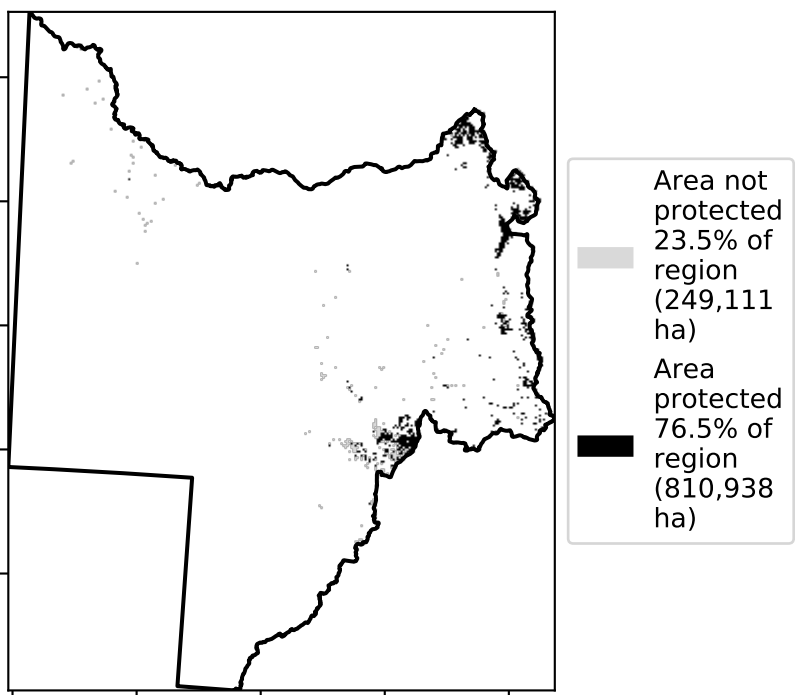 Area not
protected
23.5% of
region
(249,111
ha)
Area
protected
76.5% of
region
(810,938
ha)